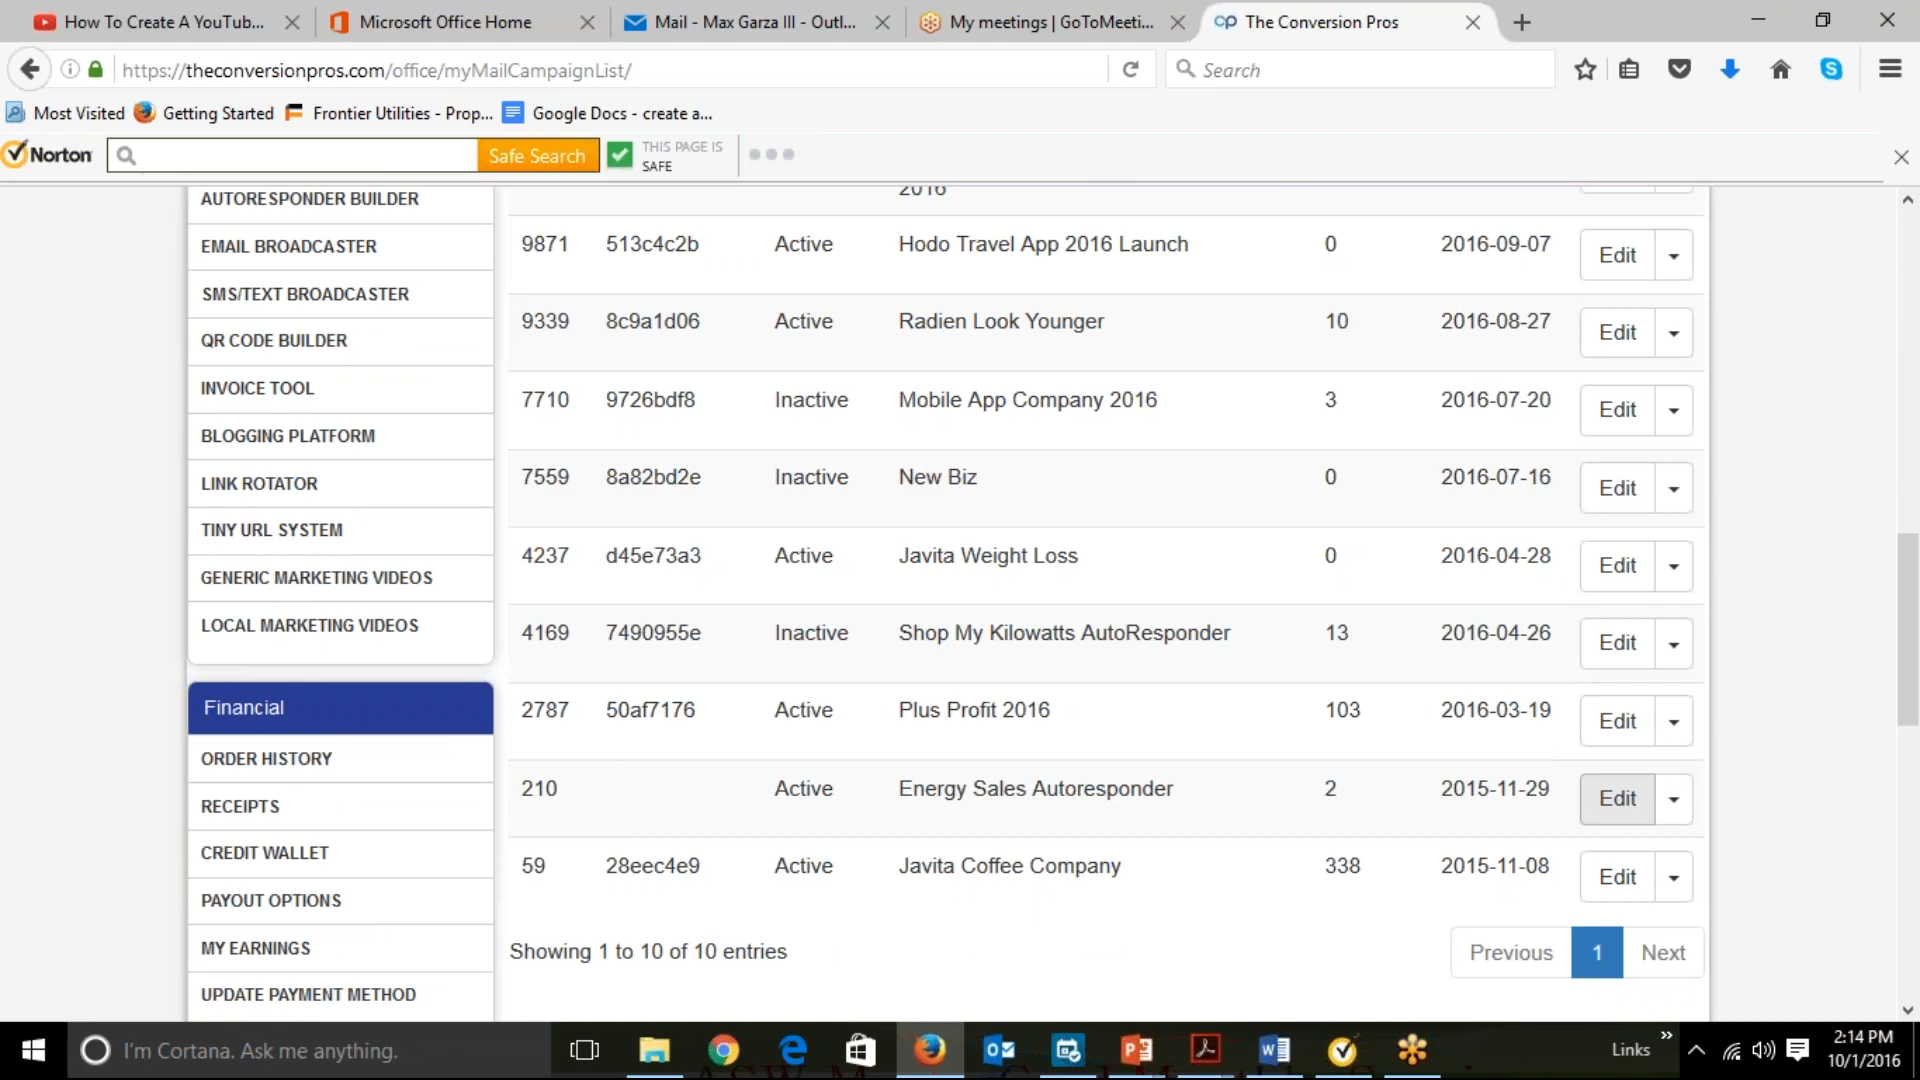 How To Create A YouTub...
Microsoft Office Home
Mail - Max Garza III - Outl...
My meetings | GoToMeeti...
cp The Conversion Pros
https://theconversionpros.com/office/myMailCampaignList/
Search
Most Visited
Getting Started
Frontier Utilities - Prop...
Google Docs - create a...
Norton
Safe Search
THIS PAGE IS
SAFE
AUTORESPONDER BUILDER
EMAIL BROADCASTER
SMS/TEXT BROADCASTER
QR CODE BUILDER
INVOICE TOOL
BLOGGING PLATFORM
LINK ROTATOR
TINY URL SYSTEM
GENERIC MARKETING VIDEOS
LOCAL MARKETING VIDEOS
Financial
ORDER HISTORY
RECEIPTS
CREDIT WALLET
PAYOUT OPTIONS
MY EARNINGS
UPDATE PAYMENT METHOD
2016
9871 513c4c2b Active Hodo Travel App 2016 Launch 0 2016-09-07 Edit
9339 8c9a1d06 Active Radien Look Younger 10 2016-08-27 Edit
7710 9726bdf8 Inactive Mobile App Company 2016 3 2016-07-20 Edit
7559 8a82bd2e Inactive New Biz 0 2016-07-16 Edit
4237 d45e73a3 Active Javita Weight Loss 0 2016-04-28 Edit
4169 7490955e Inactive Shop My Kilowatts AutoResponder 13 2016-04-26 Edit
2787 50af7176 Active Plus Profit 2016 103 2016-03-19 Edit
210 Active Energy Sales Autoresponder 2 2015-11-29 Edit
59 28eec4e9 Active Javita Coffee Company 338 2015-11-08 Edit
Showing 1 to 10 of 10 entries
Previous 1 Next
I'm Cortana. Ask me anything.
Links
2:14 PM
10/1/2016